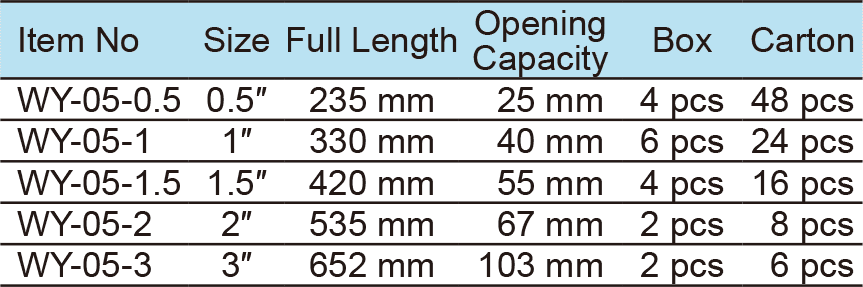 Item No Size Full Length Opening Capacity Box Carton
WY-05-0.5 0.5″ 235 mm 25 mm 4 pcs 48 pcs
WY-05-1 1″ 330 mm 40 mm 6 pcs 24 pcs
WY-05-1.5 1.5″ 420 mm 55 mm 4 pcs 16 pcs
WY-05-2 2″ 535 mm 67 mm 2 pcs 8 pcs
WY-05-3 3″ 652 mm 103 mm 2 pcs 6 pcs